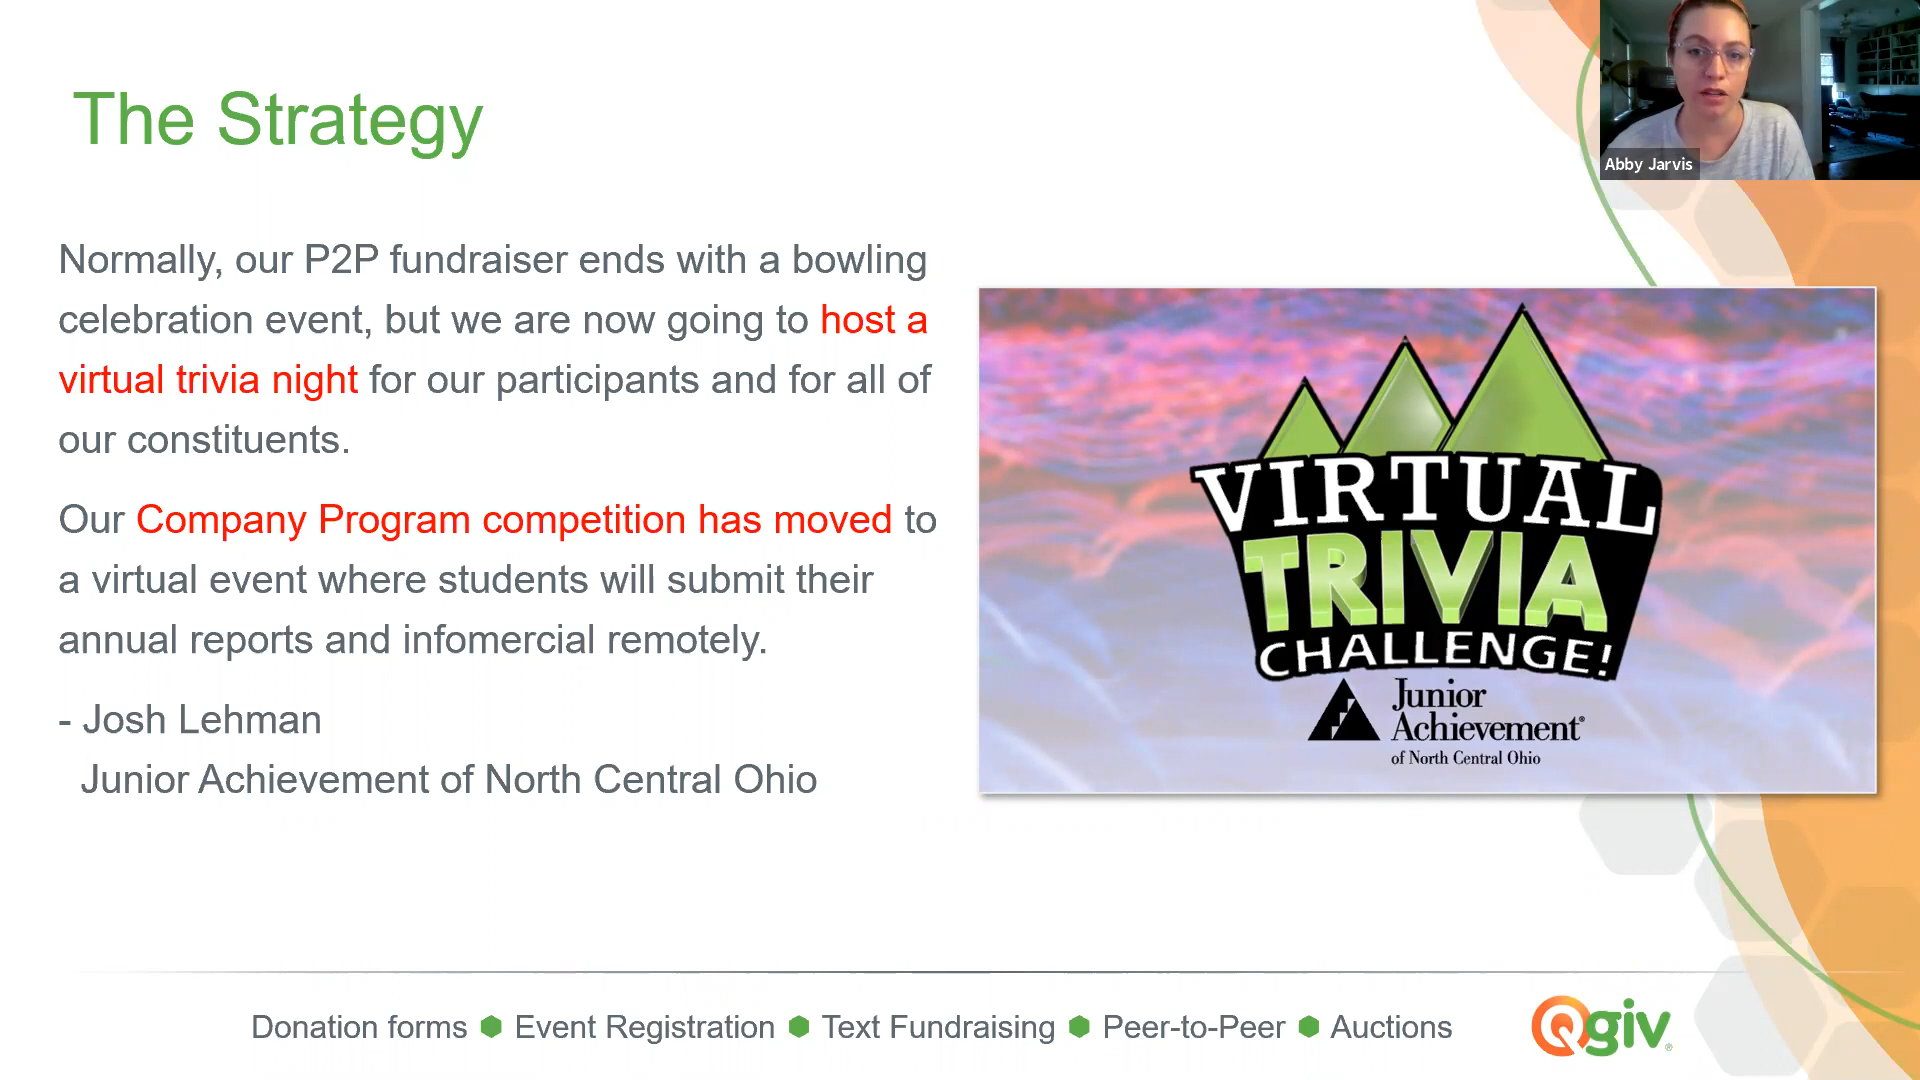 The Strategy
Abby Jarvis
Normally, our P2P fundraiser ends with a bowling
celebration event, but we are now going to host a
virtual trivia night for our participants and for all of
our constituents.
Our Company Program competition has moved to
a virtual event where students will submit their
annual reports and infomercial remotely.
- Josh Lehman
Junior Achievement of North Central Ohio
VIRTUAL
TRIVIA
CHALLENGE!
Junior
Achievement®
of North Central Ohio
Donation forms Event Registration Text Fundraising Peer-to-Peer Auctions
Qgiv®